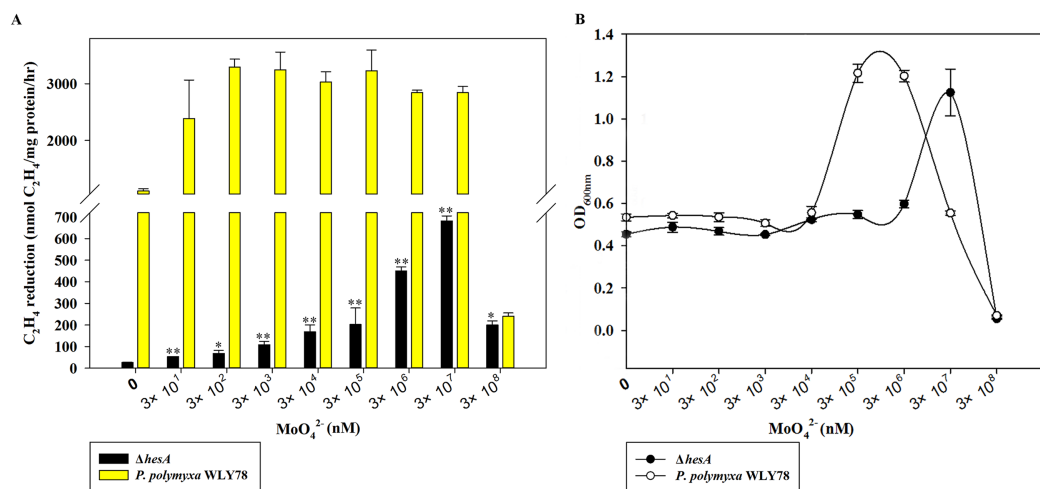 A
C₂H₄ reduction (nmol C₂H₄/mg protein/hr)
3000
2000
700
600
500
400
300
200
100
0
** * ** ** ** ** ** *
0 3× 10¹ 3× 10² 3× 10³ 3× 10⁴ 3× 10⁵ 3× 10⁶ 3× 10⁷ 3× 10⁸
MoO₄²⁻ (nM)
ΔhesA
P. polymyxa WLY78
B
OD₆₀₀ₙₘ
1.4
1.2
1.0
0.8
0.6
0.4
0.2
0.0
0 3× 10¹ 3× 10² 3× 10³ 3× 10⁴ 3× 10⁵ 3× 10⁶ 3× 10⁷ 3× 10⁸
MoO₄²⁻ (nM)
ΔhesA
P. polymyxa WLY78